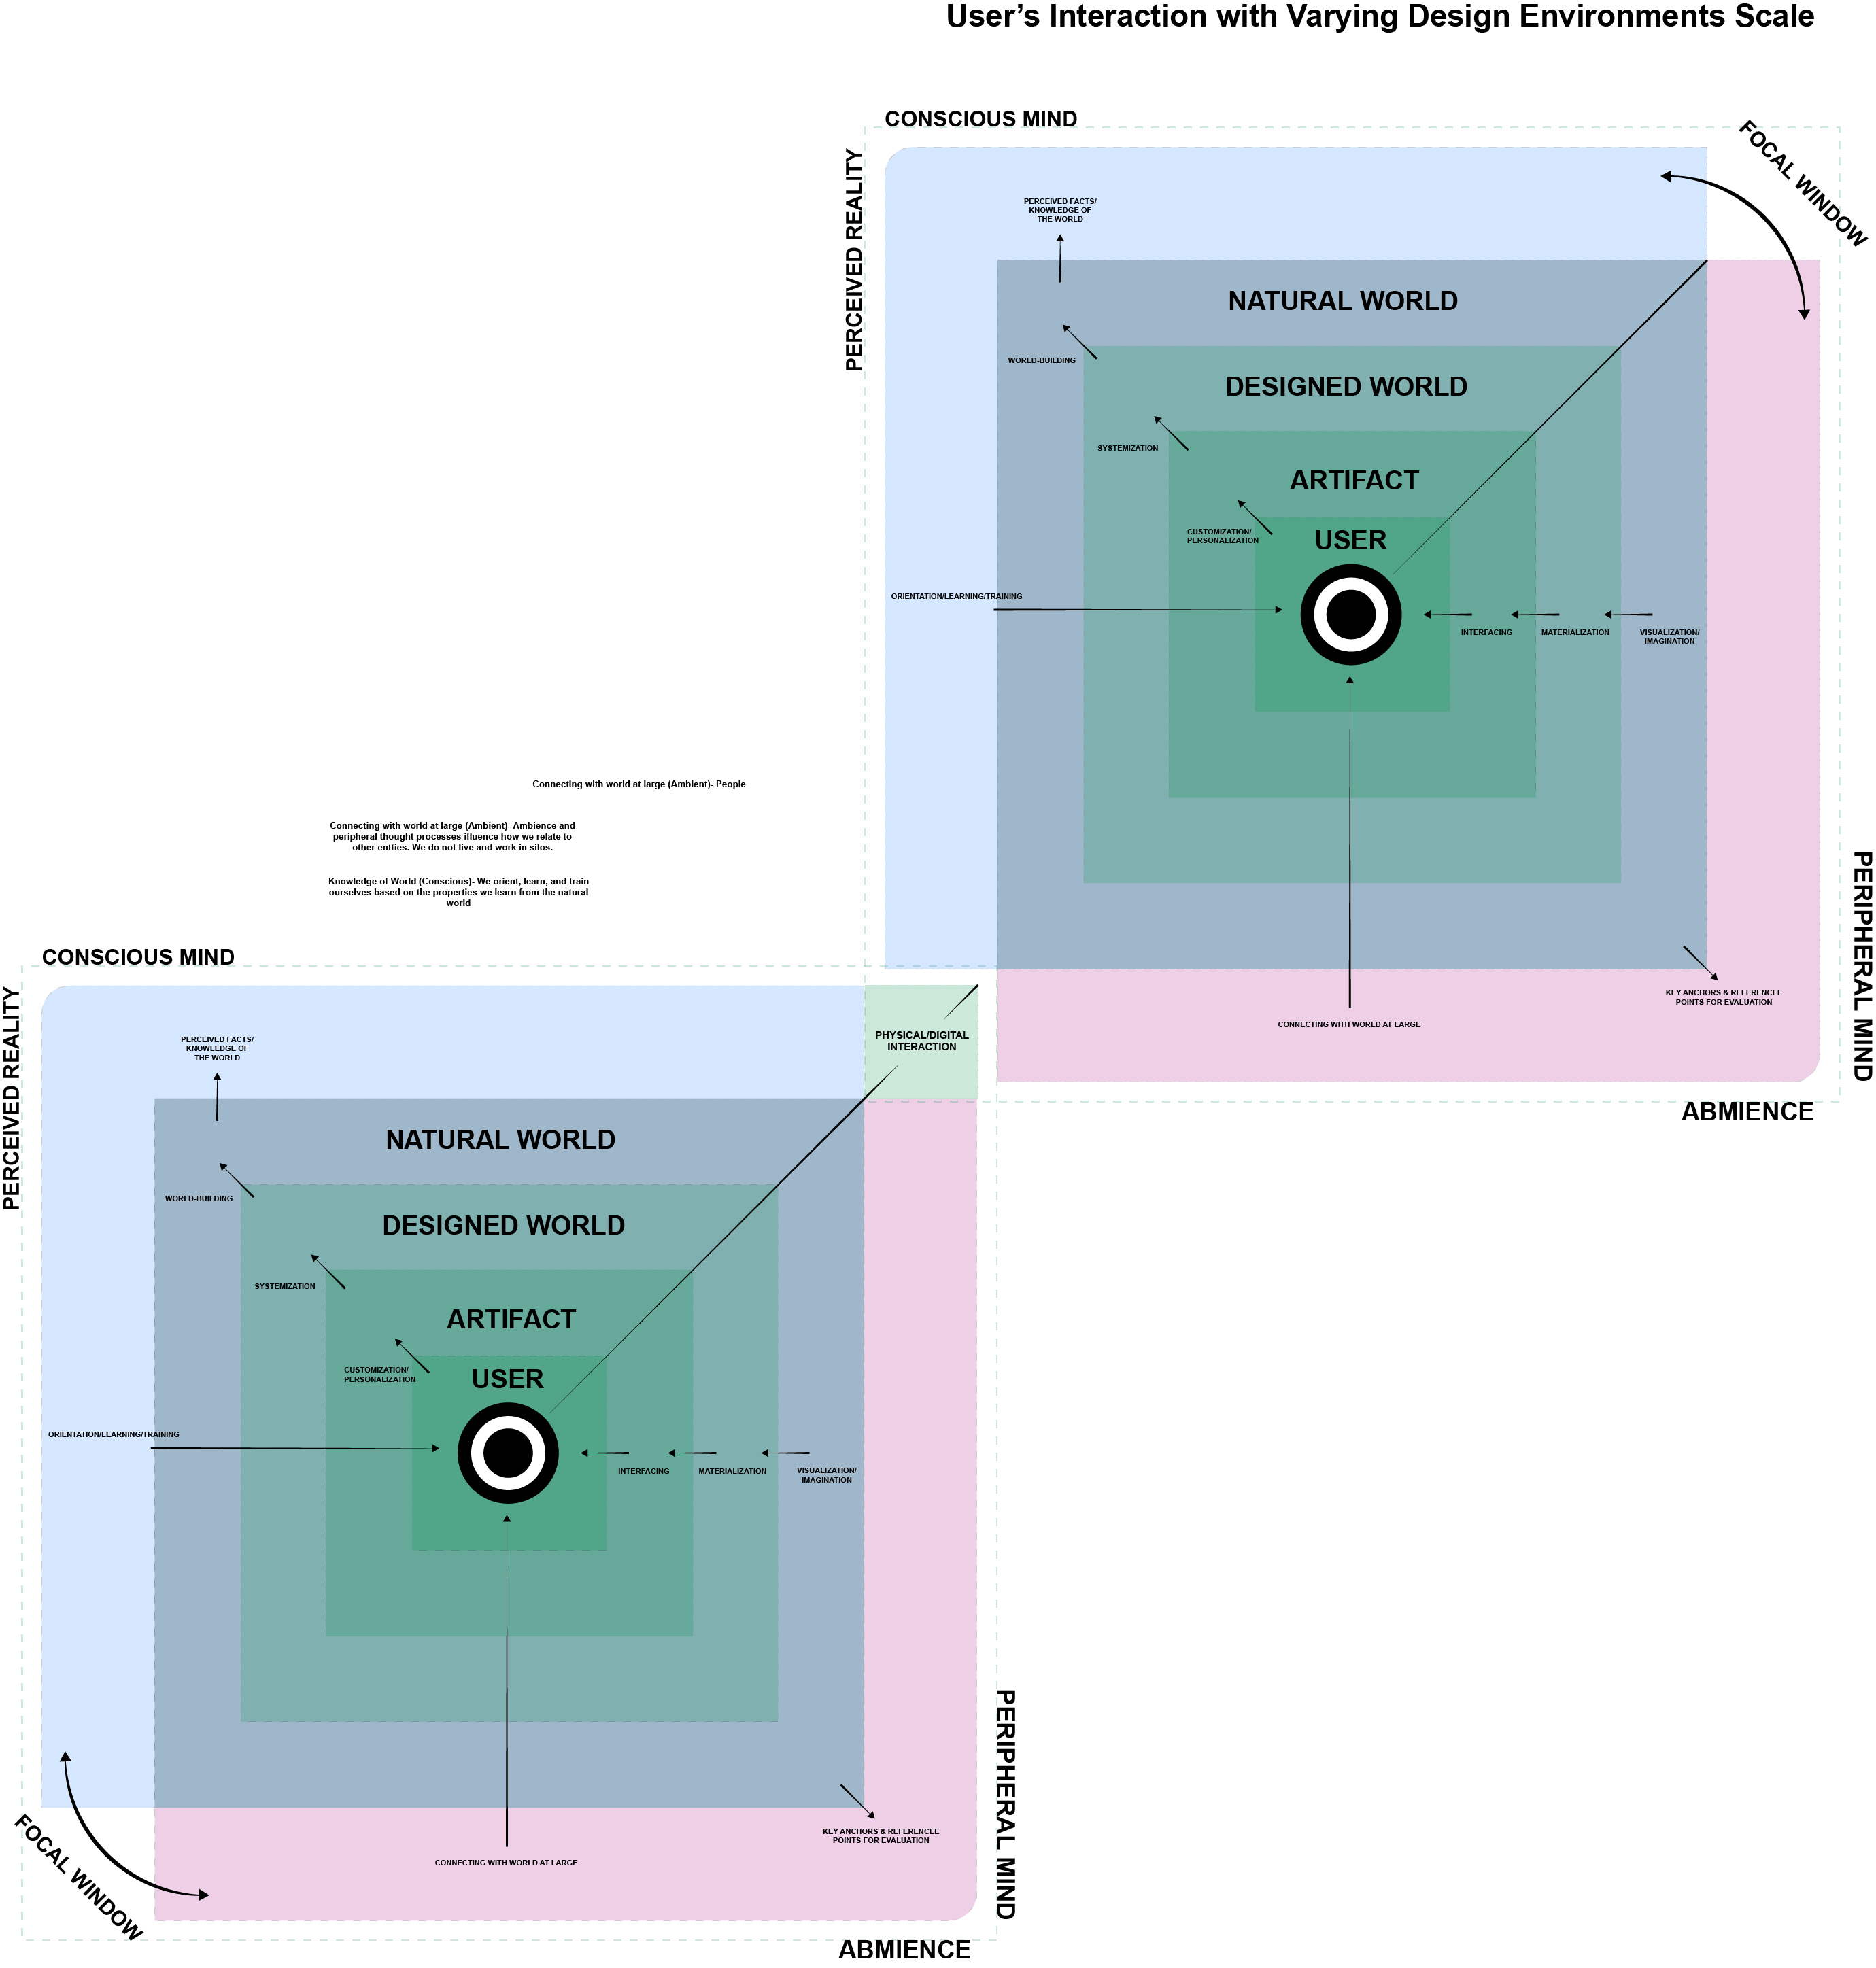 User’s Interaction with Varying Design Environments Scale
CONSCIOUS MIND
PERCEIVED REALITY
FOCAL WINDOW
PERCEIVED FACTS/
KNOWLEDGE OF
THE WORLD
NATURAL WORLD
WORLD-BUILDING
DESIGNED WORLD
SYSTEMIZATION
ARTIFACT
CUSTOMIZATION/
PERSONALIZATION
USER
ORIENTATION/LEARNING/TRAINING
INTERFACING
MATERIALIZATION
VISUALIZATION/
IMAGINATION
KEY ANCHORS & REFERENCEE
POINTS FOR EVALUATION
CONNECTING WITH WORLD AT LARGE
PERIPHERAL MIND
ABMIENCE
Connecting with world at large (Ambient)- People
Connecting with world at large (Ambient)- Ambience and
peripheral thought processes ifluence how we relate to
other entties. We do not live and work in silos.
Knowledge of World (Conscious)- We orient, learn, and train
ourselves based on the properties we learn from the natural
world
CONSCIOUS MIND
PERCEIVED REALITY
PHYSICAL/DIGITAL
INTERACTION
PERCEIVED FACTS/
KNOWLEDGE OF
THE WORLD
NATURAL WORLD
WORLD-BUILDING
DESIGNED WORLD
SYSTEMIZATION
ARTIFACT
CUSTOMIZATION/
PERSONALIZATION
USER
ORIENTATION/LEARNING/TRAINING
INTERFACING
MATERIALIZATION
VISUALIZATION/
IMAGINATION
KEY ANCHORS & REFERENCEE
POINTS FOR EVALUATION
CONNECTING WITH WORLD AT LARGE
FOCAL WINDOW
PERIPHERAL MIND
ABMIENCE